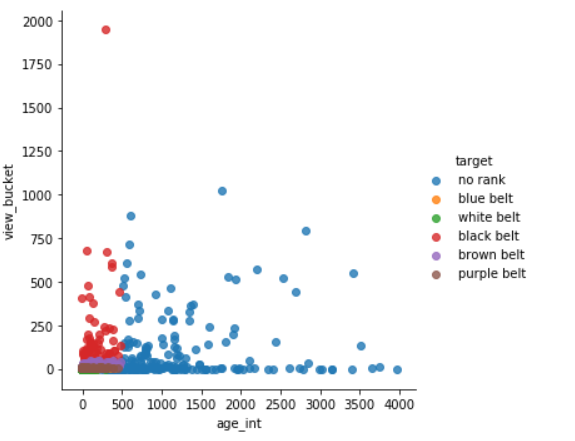 2000
1750
1500
1250
1000
750
500
250
0
view_bucket
0 500 1000 1500 2000 2500 3000 3500 4000
age_int
target
no rank
blue belt
white belt
black belt
brown belt
purple belt